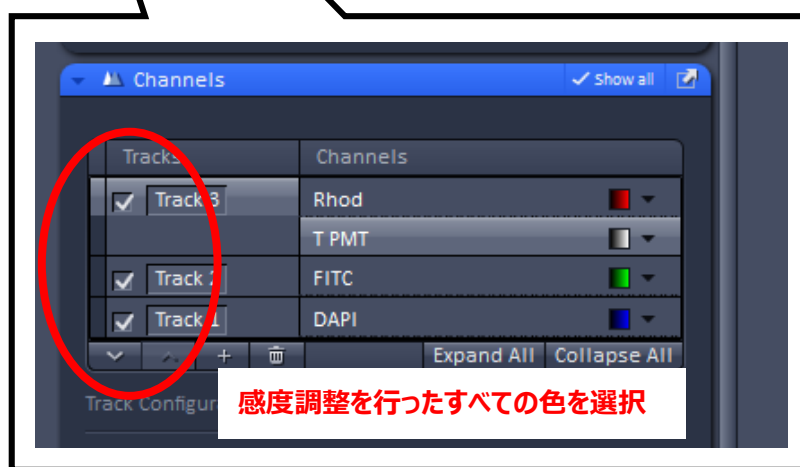 Channels
Show all
Tracks
Channels
Track 3
Rhod
T PMT
Track 2
FITC
Track 1
DAPI
+
Expand All
Collapse All
Track Configur
感度調整を行ったすべての色を選択